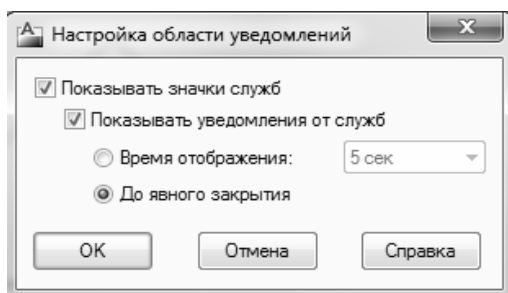 Настройка области уведомлений
Показывать значки служб
Показывать уведомления от служб
Время отображения: 5 сек
До явного закрытия
OK Отмена Справка